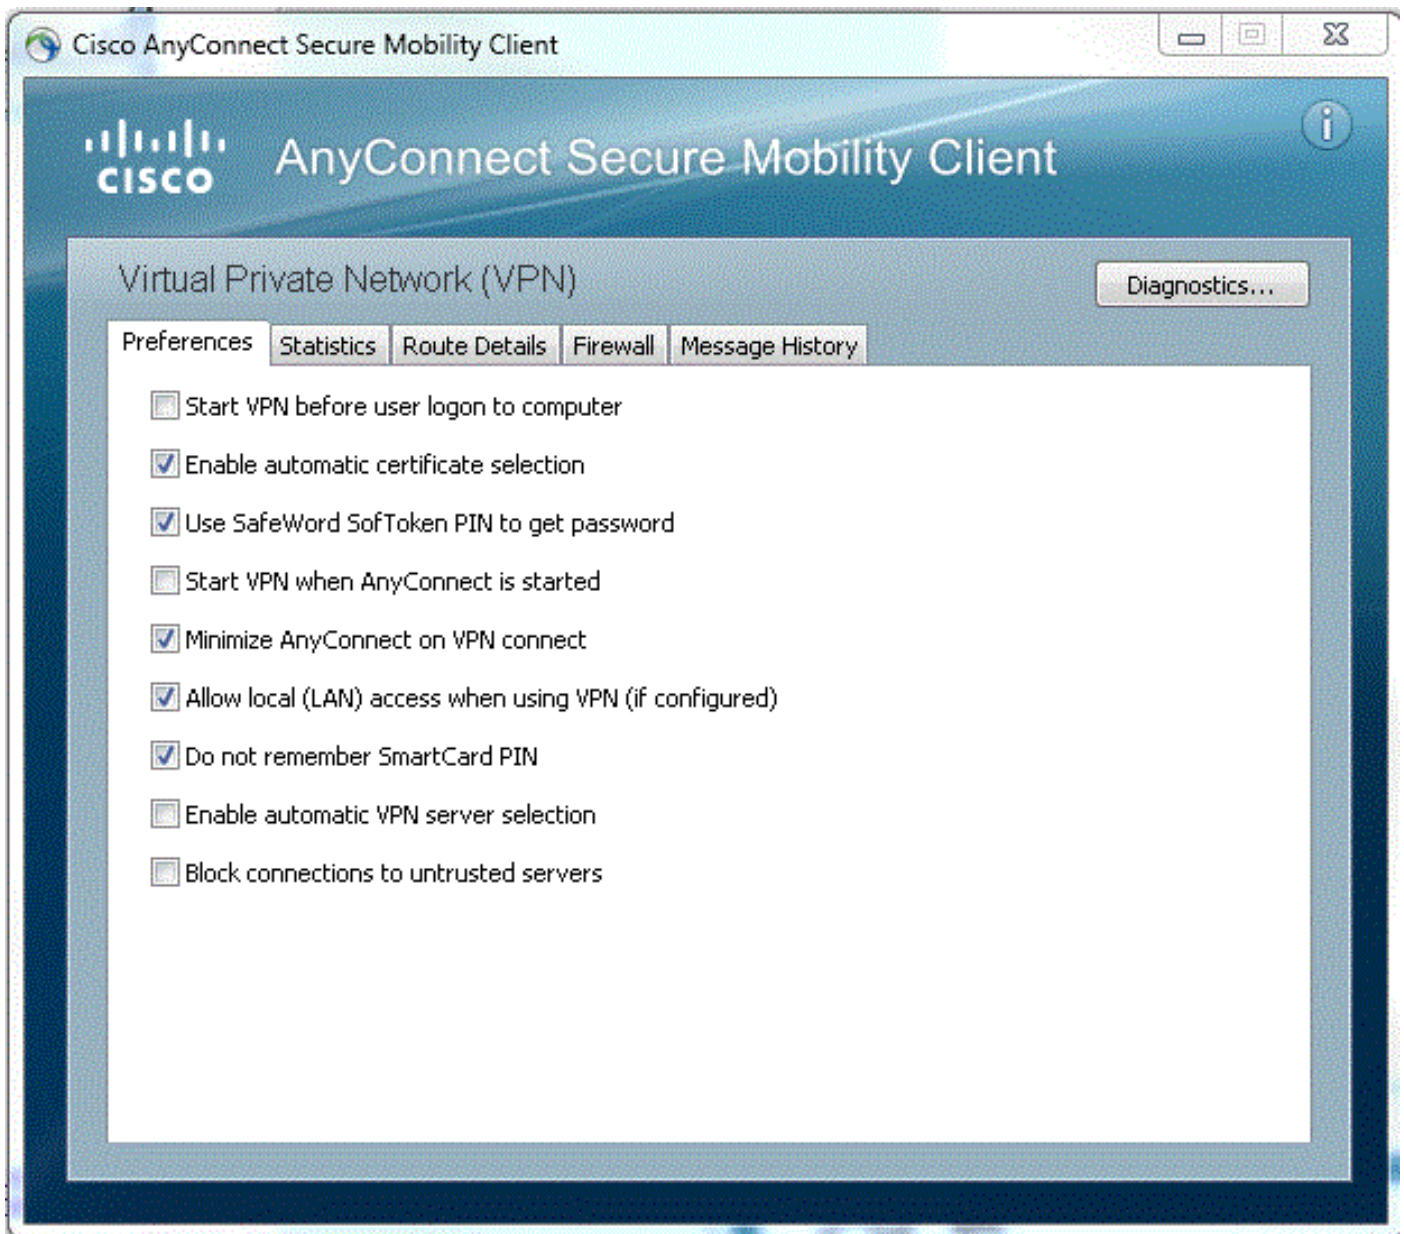 Cisco AnyConnect Secure Mobility Client
CISCO
AnyConnect Secure Mobility Client
i
Virtual Private Network (VPN)
Diagnostics...
Preferences Statistics Route Details Firewall Message History
Start VPN before user logon to computer
Enable automatic certificate selection
Use SafeWord SofToken PIN to get password
Start VPN when AnyConnect is started
Minimize AnyConnect on VPN connect
Allow local (LAN) access when using VPN (if configured)
Do not remember SmartCard PIN
Enable automatic VPN server selection
Block connections to untrusted servers